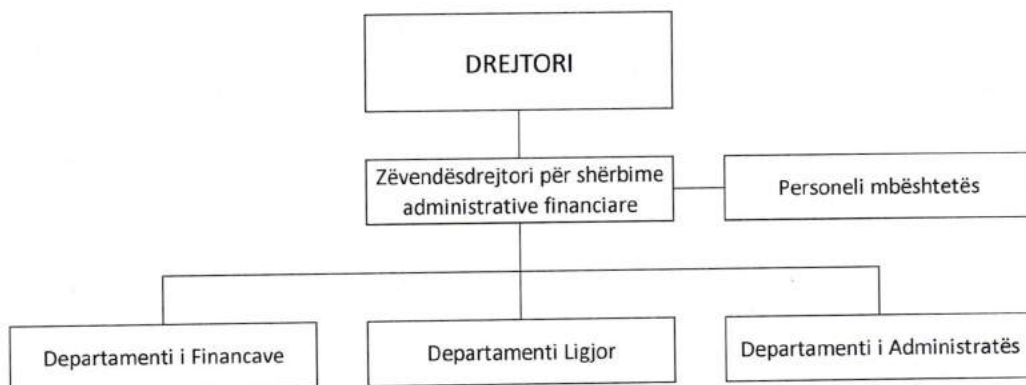 DREJTORI
Zëvendësdrejtori për shërbime
administrative financiare
Personeli mbështetës
Departamenti i Financave
Departamenti Ligjor
Departamenti i Administratës